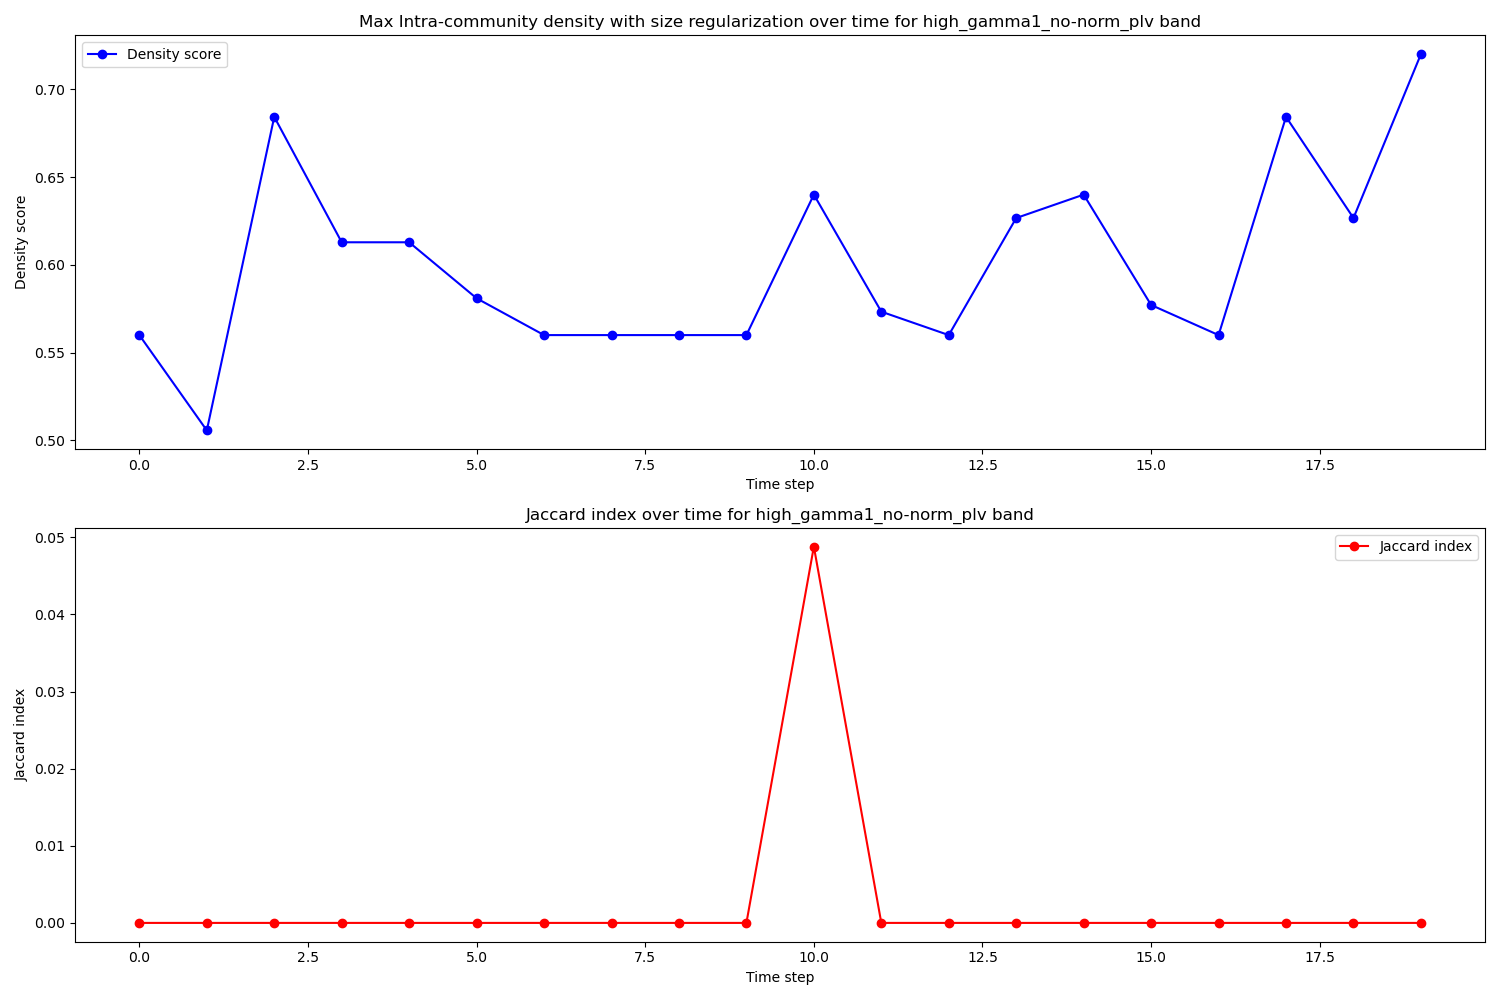 Max Intra-community density with size regularization over time for high_gamma1_no-norm_plv band
Density score
0.70
0.65
0.60
0.55
0.50
Density score
0.0 2.5 5.0 7.5 10.0 12.5 15.0 17.5
Time step
Jaccard index over time for high_gamma1_no-norm_plv band
Jaccard index
0.05
0.04
0.03
0.02
0.01
0.00
Jaccard index
0.0 2.5 5.0 7.5 10.0 12.5 15.0 17.5
Time step